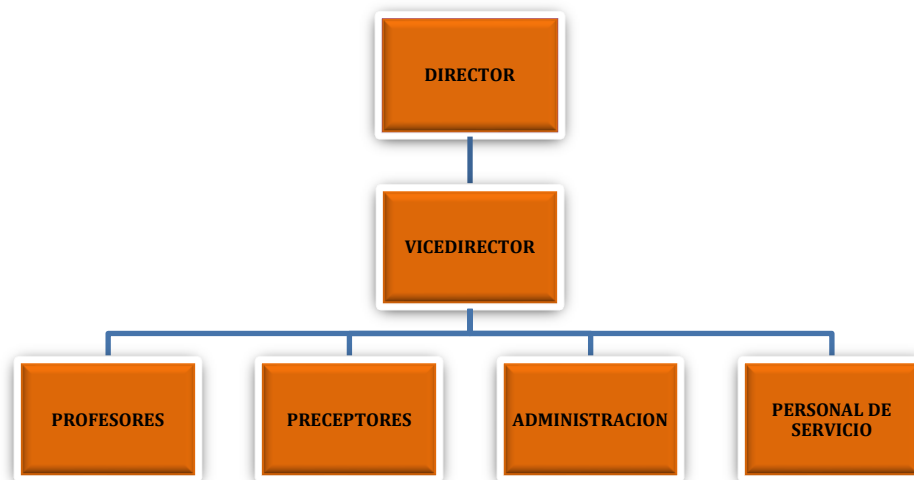 DIRECTOR
VICEDIRECTOR
PROFESORES
PRECEPTORES
ADMINISTRACION
PERSONAL DE
SERVICIO